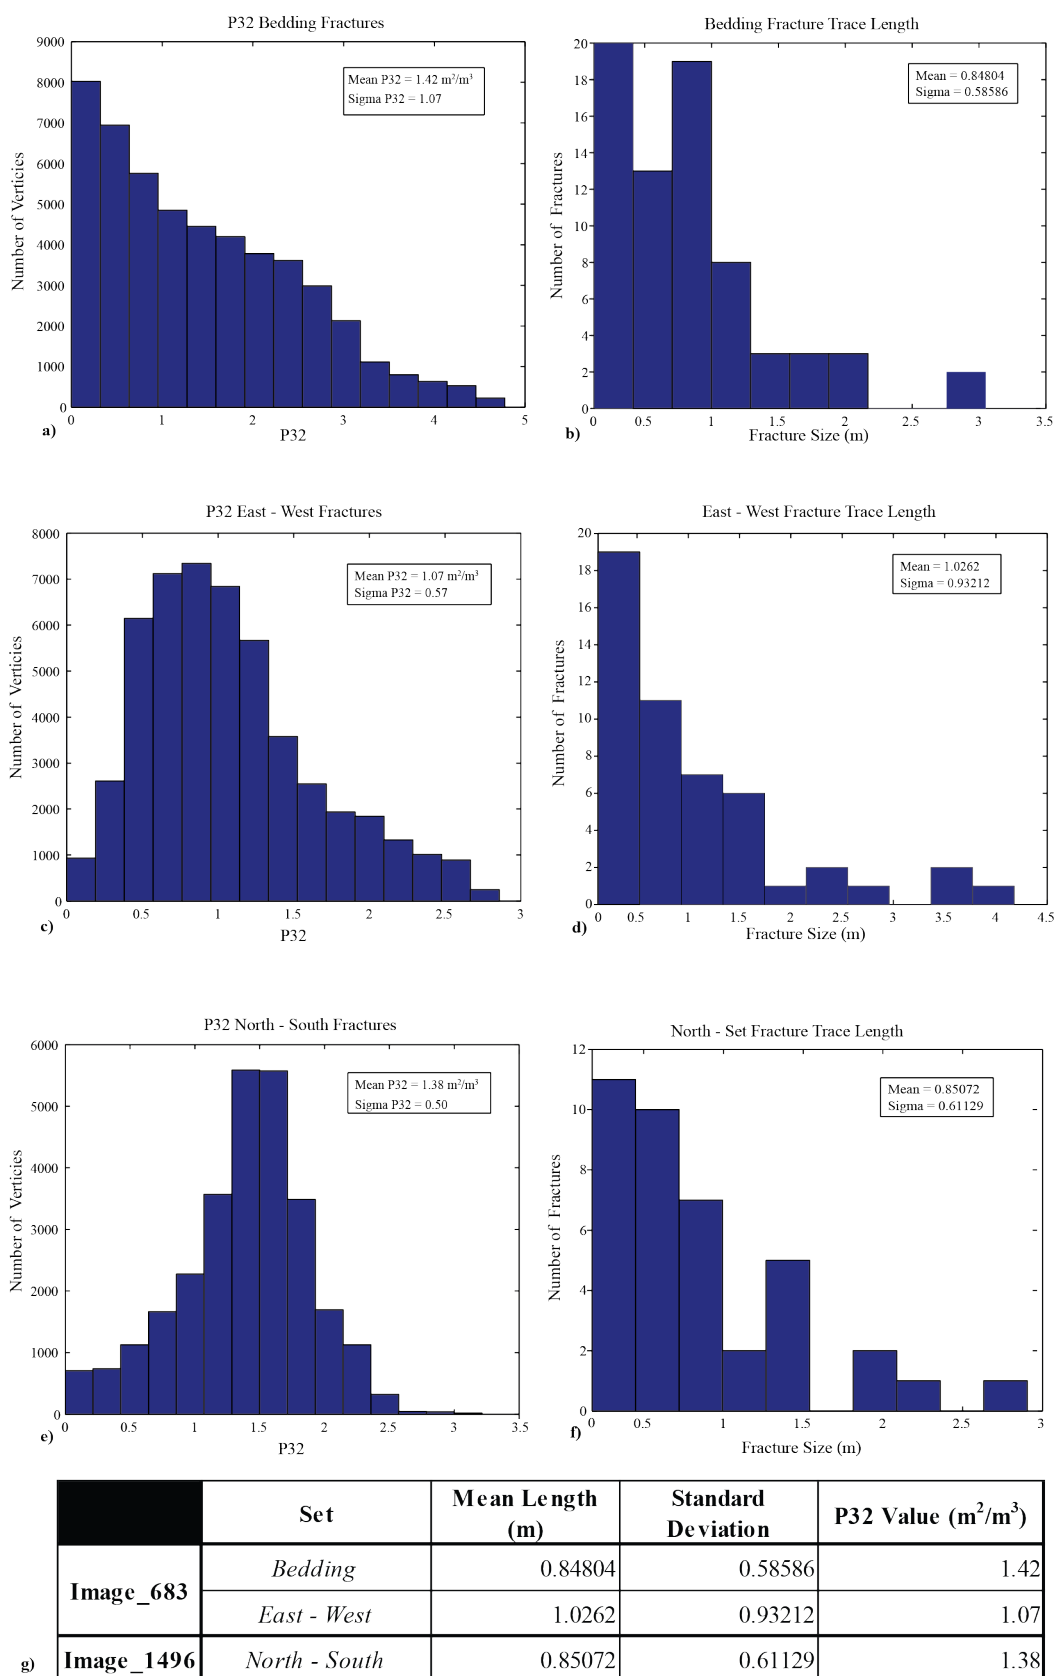 P32 Bedding Fractures
Mean P32 = 1.42 m²/m³
Sigma P32 = 1.07
Number of Verticies
9000
8000
7000
6000
5000
4000
3000
2000
1000
0
0 1 2 3 4 5
P32
a)
Bedding Fracture Trace Length
Mean = 0.84804
Sigma = 0.58586
Number of Fractures
20
18
16
14
12
10
8
6
4
2
0
0 0.5 1 1.5 2 2.5 3 3.5
Fracture Size (m)
b)
P32 East - West Fractures
Mean P32 = 1.07 m²/m³
Sigma P32 = 0.57
Number of Verticies
8000
7000
6000
5000
4000
3000
2000
1000
0
0 0.5 1 1.5 2 2.5 3
P32
c)
East - West Fracture Trace Length
Mean = 1.0262
Sigma = 0.93212
Number of Fractures
20
18
16
14
12
10
8
6
4
2
0
0 0.5 1 1.5 2 2.5 3 3.5 4 4.5
Fracture Size (m)
d)
P32 North - South Fractures
Mean P32 = 1.38 m²/m³
Sigma P32 = 0.50
Number of Verticies
6000
5000
4000
3000
2000
1000
0
0 0.5 1 1.5 2 2.5 3 3.5
P32
e)
North - Set Fracture Trace Length
Mean = 0.85072
Sigma = 0.61129
Number of Fractures
12
10
8
6
4
2
0
0 0.5 1 1.5 2 2.5 3
Fracture Size (m)
f)
Set Mean Length (m) Standard Deviation P32 Value (m²/m³)
Image_683 Bedding 0.84804 0.58586 1.42
East - West 1.0262 0.93212 1.07
g) Image_1496 North - South 0.85072 0.61129 1.38